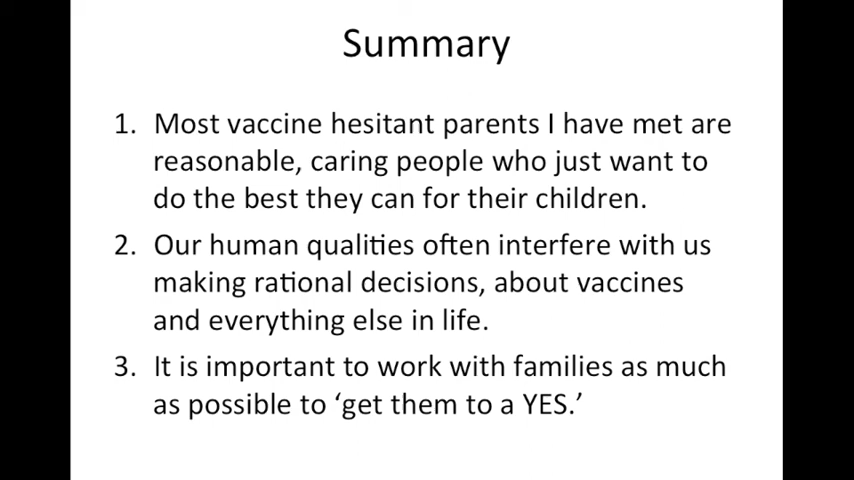 Summary
1. Most vaccine hesitant parents I have met are
reasonable, caring people who just want to
do the best they can for their children.
2. Our human qualities often interfere with us
making rational decisions, about vaccines
and everything else in life.
3. It is important to work with families as much
as possible to ‘get them to a YES.’